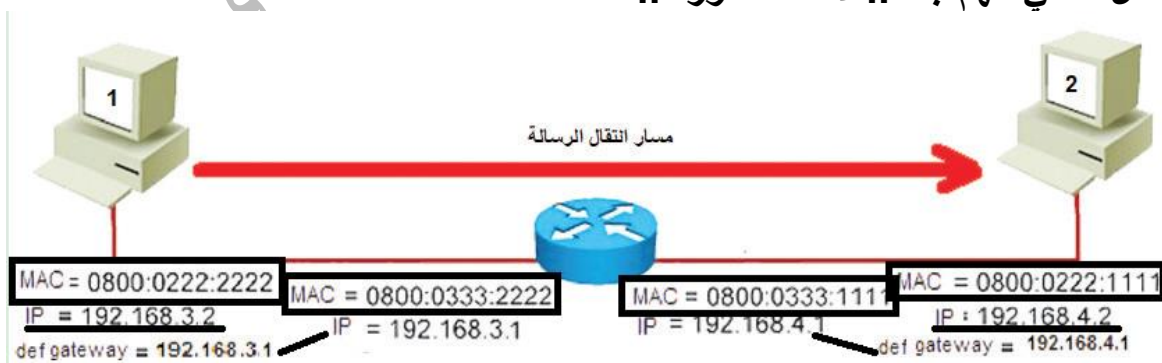 1
2
مسار انتقال الرسالة
MAC = 0800:0222:2222
IP = 192.168.3.2
def gateway = 192.168.3.1
MAC = 0800:0333:2222
IP = 192.168.3.1
MAC = 0800:0333:1111
IP = 192.168.4.1
MAC = 0800:0222:1111
IP : 192.168.4.2
def gateway = 192.168.4.1